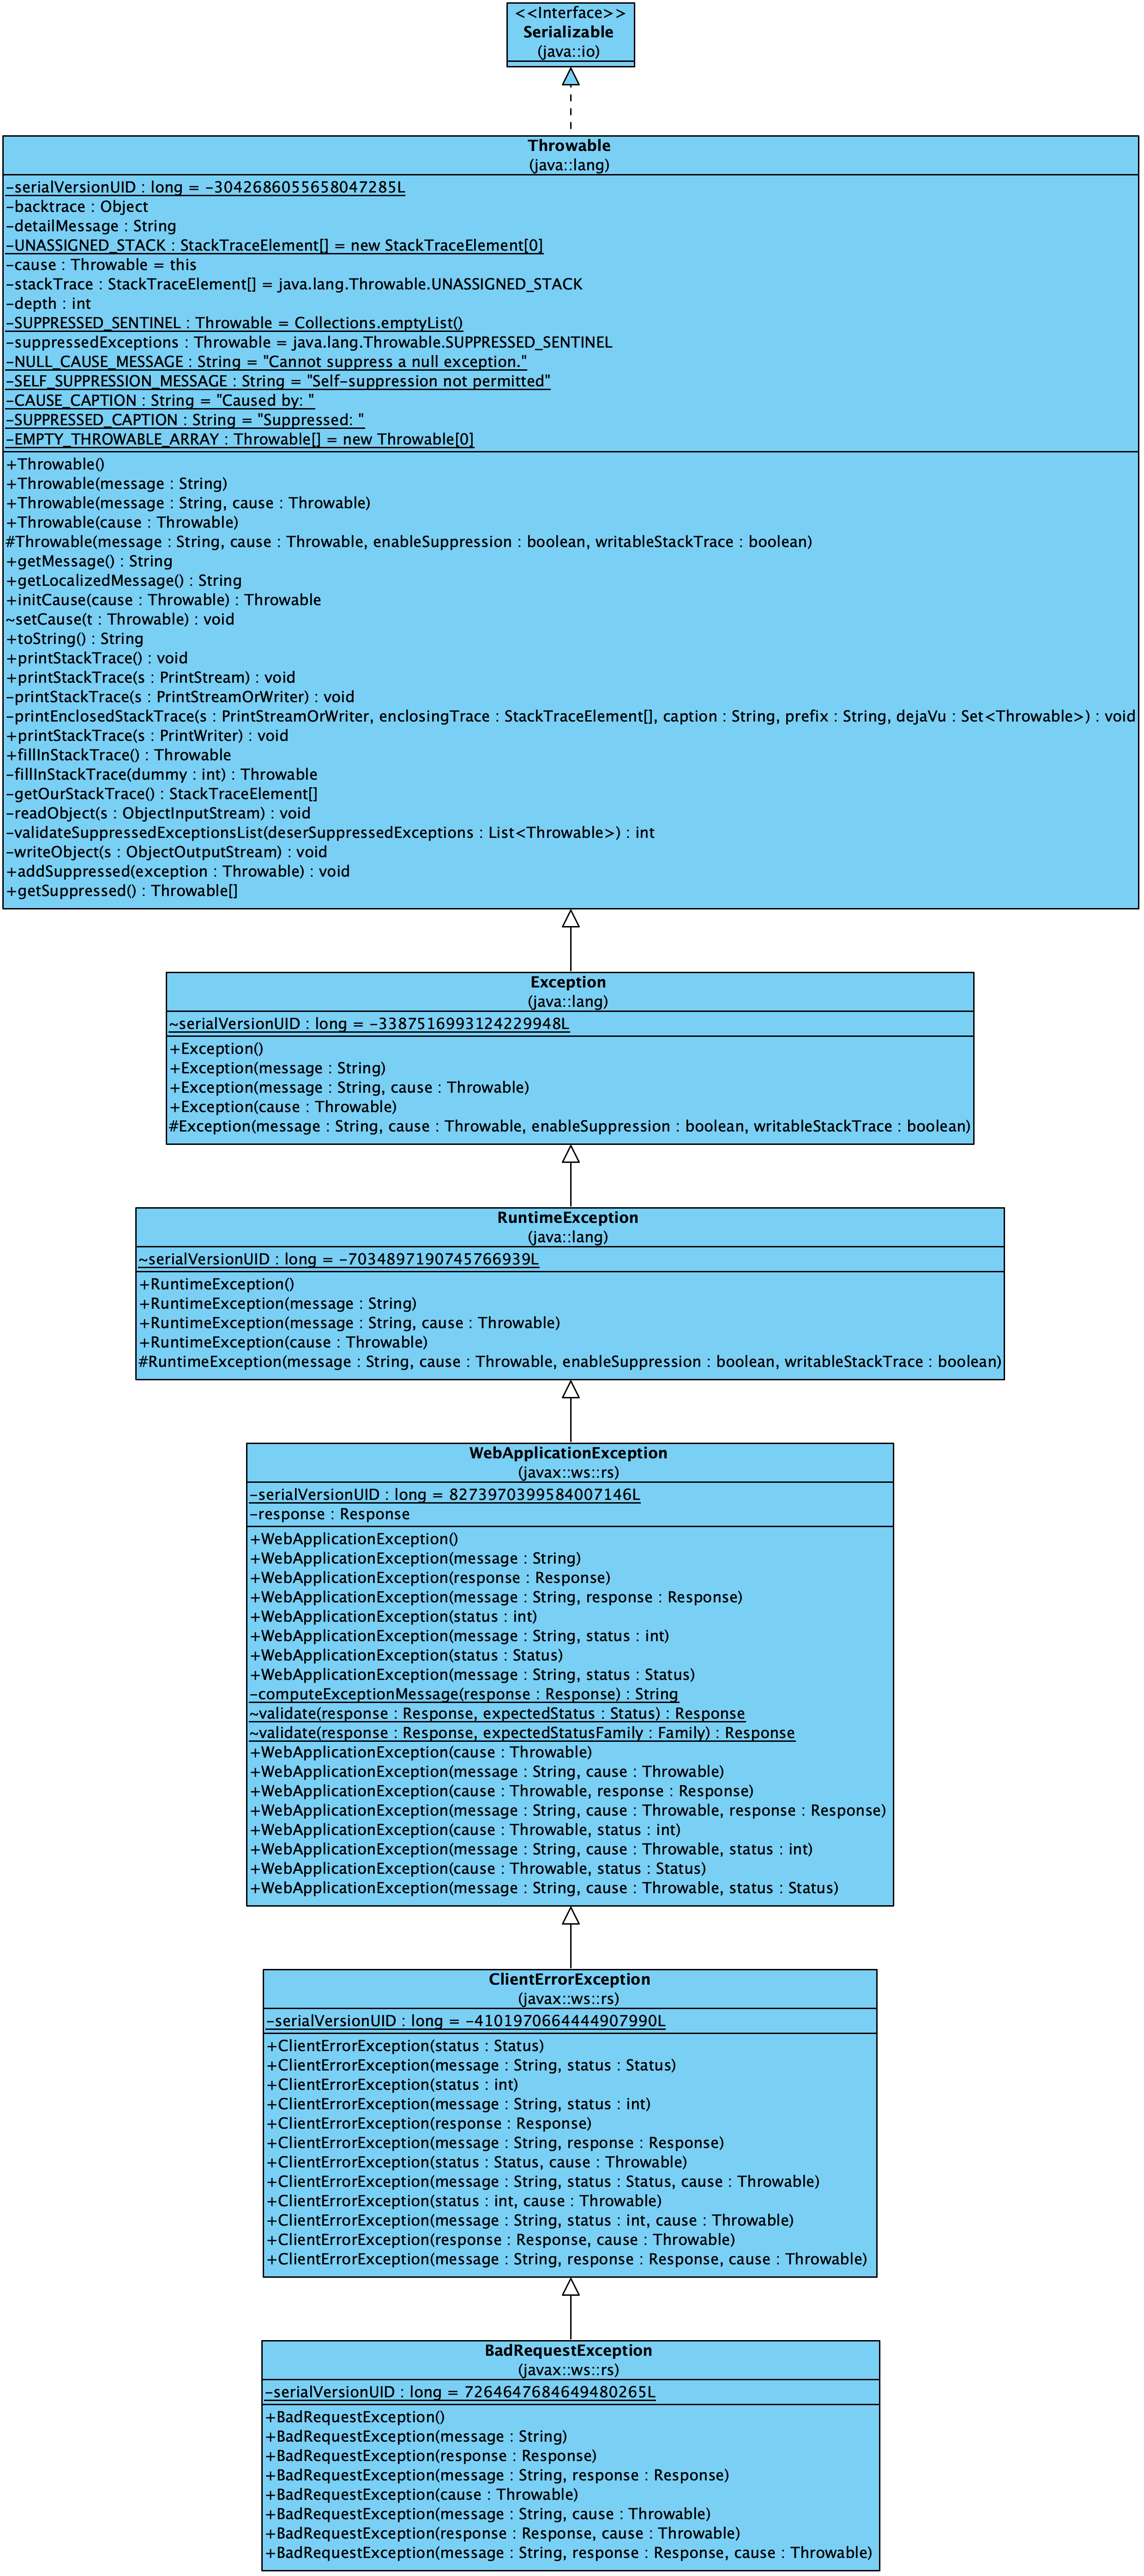 <<Interface>>
Serializable
(java::io)
Throwable
(java::lang)
-serialVersionUID : long = -3042686055658047285L
-backtrace : Object
-detailMessage : String
-UNASSIGNED_STACK : StackTraceElement[] = new StackTraceElement[0]
-cause : Throwable = this
-stackTrace : StackTraceElement[] = java.lang.Throwable.UNASSIGNED_STACK
-depth : int
-SUPPRESSED_SENTINEL : Throwable = Collections.emptyList()
-suppressedExceptions : Throwable = java.lang.Throwable.SUPPRESSED_SENTINEL
-NULL_CAUSE_MESSAGE : String = "Cannot suppress a null exception."
-SELF_SUPPRESSION_MESSAGE : String = "Self-suppression not permitted"
-CAUSE_CAPTION : String = "Caused by: "
-SUPPRESSED_CAPTION : String = "Suppressed: "
-EMPTY_THROWABLE_ARRAY : Throwable[] = new Throwable[0]
+Throwable()
+Throwable(message : String)
+Throwable(message : String, cause : Throwable)
+Throwable(cause : Throwable)
#Throwable(message : String, cause : Throwable, enableSuppression : boolean, writableStackTrace : boolean)
+getMessage() : String
+getLocalizedMessage() : String
+initCause(cause : Throwable) : Throwable
~setCause(t : Throwable) : void
+toString() : String
+printStackTrace() : void
+printStackTrace(s : PrintStream) : void
-printStackTrace(s : PrintStreamOrWriter) : void
-printEnclosedStackTrace(s : PrintStreamOrWriter, enclosingTrace : StackTraceElement[], caption : String, prefix : String, dejaVu : Set<Throwable>) : void
+printStackTrace(s : PrintWriter) : void
+fillInStackTrace() : Throwable
-fillInStackTrace(dummy : int) : Throwable
-getOurStackTrace() : StackTraceElement[]
-readObject(s : ObjectInputStream) : void
-validateSuppressedExceptionsList(deserSuppressedExceptions : List<Throwable>) : int
-writeObject(s : ObjectOutputStream) : void
+addSuppressed(exception : Throwable) : void
+getSuppressed() : Throwable[]
Exception
(java::lang)
~serialVersionUID : long = -3387516993124229948L
+Exception()
+Exception(message : String)
+Exception(message : String, cause : Throwable)
+Exception(cause : Throwable)
#Exception(message : String, cause : Throwable, enableSuppression : boolean, writableStackTrace : boolean)
RuntimeException
(java::lang)
~serialVersionUID : long = -7034897190745766939L
+RuntimeException()
+RuntimeException(message : String)
+RuntimeException(message : String, cause : Throwable)
+RuntimeException(cause : Throwable)
#RuntimeException(message : String, cause : Throwable, enableSuppression : boolean, writableStackTrace : boolean)
WebApplicationException
(javax::ws::rs)
-serialVersionUID : long = 8273970399584007146L
-response : Response
+WebApplicationException()
+WebApplicationException(message : String)
+WebApplicationException(response : Response)
+WebApplicationException(message : String, response : Response)
+WebApplicationException(status : int)
+WebApplicationException(message : String, status : int)
+WebApplicationException(status : Status)
+WebApplicationException(message : String, status : Status)
-computeExceptionMessage(response : Response) : String
~validate(response : Response, expectedStatus : Status) : Response
~validate(response : Response, expectedStatusFamily : Family) : Response
+WebApplicationException(cause : Throwable)
+WebApplicationException(message : String, cause : Throwable)
+WebApplicationException(cause : Throwable, response : Response)
+WebApplicationException(message : String, cause : Throwable, response : Response)
+WebApplicationException(cause : Throwable, status : int)
+WebApplicationException(message : String, cause : Throwable, status : int)
+WebApplicationException(cause : Throwable, status : Status)
+WebApplicationException(message : String, cause : Throwable, status : Status)
ClientErrorException
(javax::ws::rs)
-serialVersionUID : long = -4101970664444907990L
+ClientErrorException(status : Status)
+ClientErrorException(message : String, status : Status)
+ClientErrorException(status : int)
+ClientErrorException(message : String, status : int)
+ClientErrorException(response : Response)
+ClientErrorException(message : String, response : Response)
+ClientErrorException(status : Status, cause : Throwable)
+ClientErrorException(message : String, status : Status, cause : Throwable)
+ClientErrorException(status : int, cause : Throwable)
+ClientErrorException(message : String, status : int, cause : Throwable)
+ClientErrorException(response : Response, cause : Throwable)
+ClientErrorException(message : String, response : Response, cause : Throwable)
BadRequestException
(javax::ws::rs)
-serialVersionUID : long = 7264647684649480265L
+BadRequestException()
+BadRequestException(message : String)
+BadRequestException(response : Response)
+BadRequestException(message : String, response : Response)
+BadRequestException(cause : Throwable)
+BadRequestException(message : String, cause : Throwable)
+BadRequestException(response : Response, cause : Throwable)
+BadRequestException(message : String, response : Response, cause : Throwable)